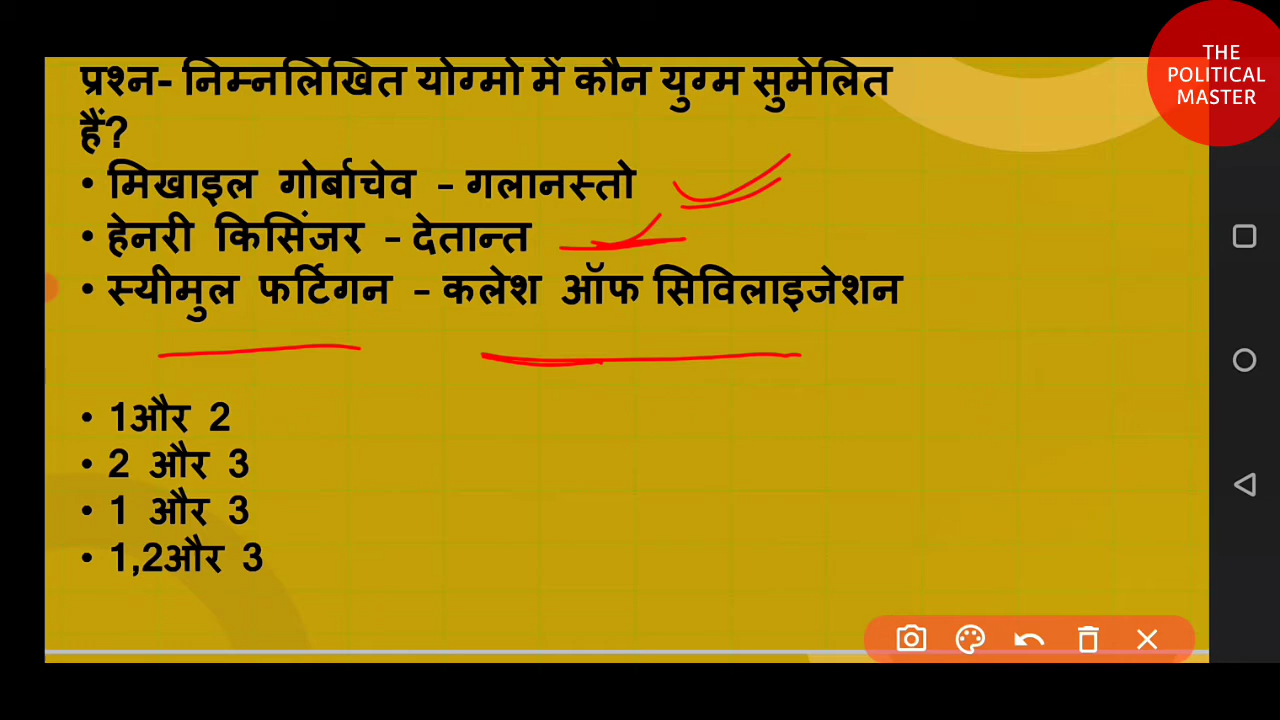 THE
POLITICAL
MASTER
प्रश्न- निम्नलिखित योग्मो में कौन युग्म सुमेलित
हैं?
• मिखाइल गोर्बाचेव - गलानस्तो
• हेनरी किसिंजर - देतान्त
• स्यीमुल फर्टिगन - कलेश ऑफ सिविलाइजेशन
• 1और 2
• 2 और 3
• 1 और 3
• 1,2और 3